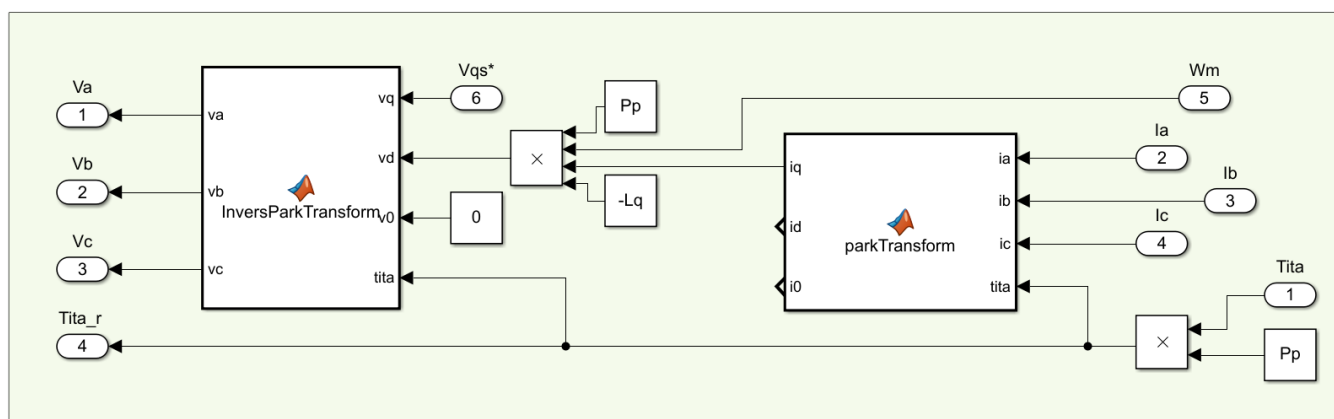 Va
1
Vb
2
Vc
3
Tita_r
4
va
vb
vc
InversParkTransform
vq
vd
v0
tita
Vqs*
6
0
×
Pp
-Lq
iq
id
i0
parkTransform
ia
ib
ic
tita
Wm
5
Ia
2
Ib
3
Ic
4
Tita
1
×
Pp